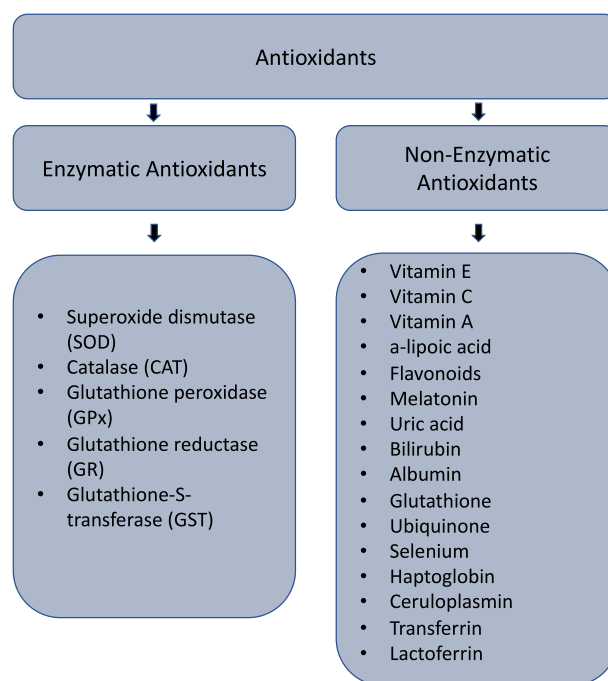 Antioxidants
Enzymatic Antioxidants
Non-Enzymatic
Antioxidants
• Superoxide dismutase
(SOD)
• Catalase (CAT)
• Glutathione peroxidase
(GPx)
• Glutathione reductase
(GR)
• Glutathione-S-
transferase (GST)
• Vitamin E
• Vitamin C
• Vitamin A
• a-lipoic acid
• Flavonoids
• Melatonin
• Uric acid
• Bilirubin
• Albumin
• Glutathione
• Ubiquinone
• Selenium
• Haptoglobin
• Ceruloplasmin
• Transferrin
• Lactoferrin